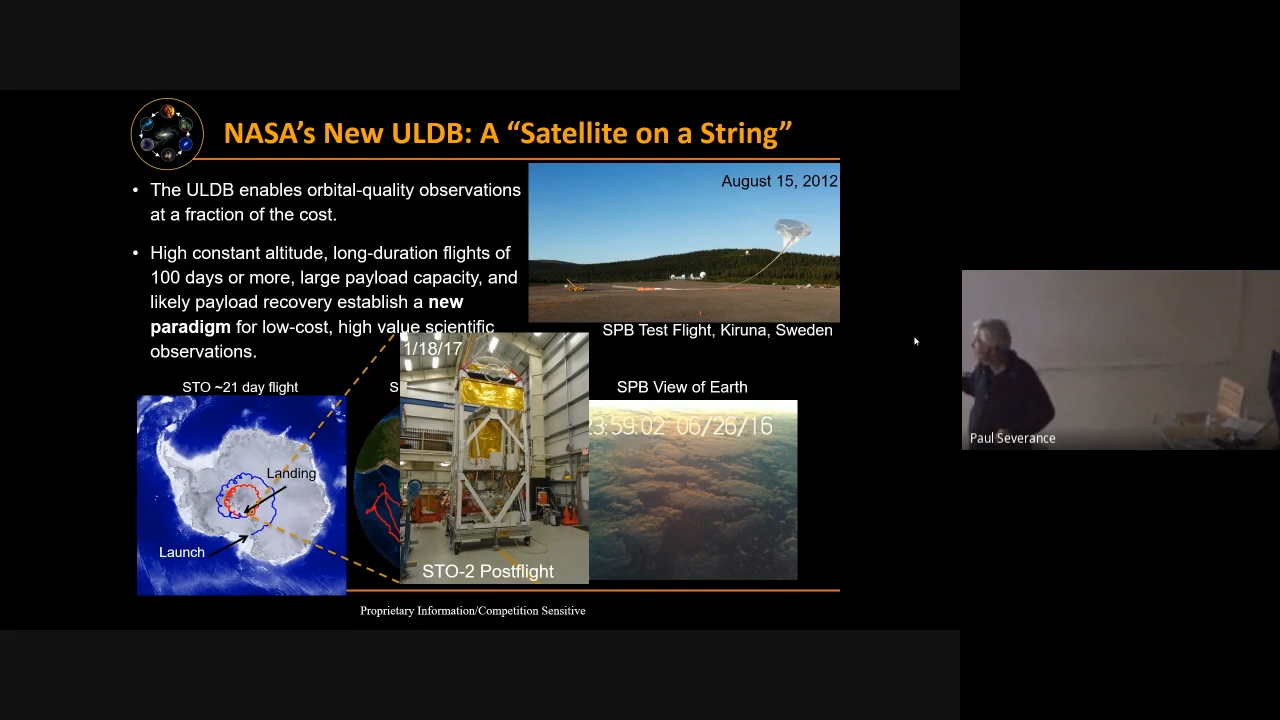 NASA’s New ULDB: A “Satellite on a String”
• The ULDB enables orbital-quality observations
at a fraction of the cost.
• High constant altitude, long-duration flights of
100 days or more, large payload capacity, and
likely payload recovery establish a new
paradigm for low-cost, high value scientific
observations.
August 15, 2012
SPB Test Flight, Kiruna, Sweden
STO ~21 day flight
Landing
Launch
1/18/17
STO-2 Postflight
SPB View of Earth
23:59:02 06/26/16
Proprietary Information/Competition Sensitive
Paul Severance